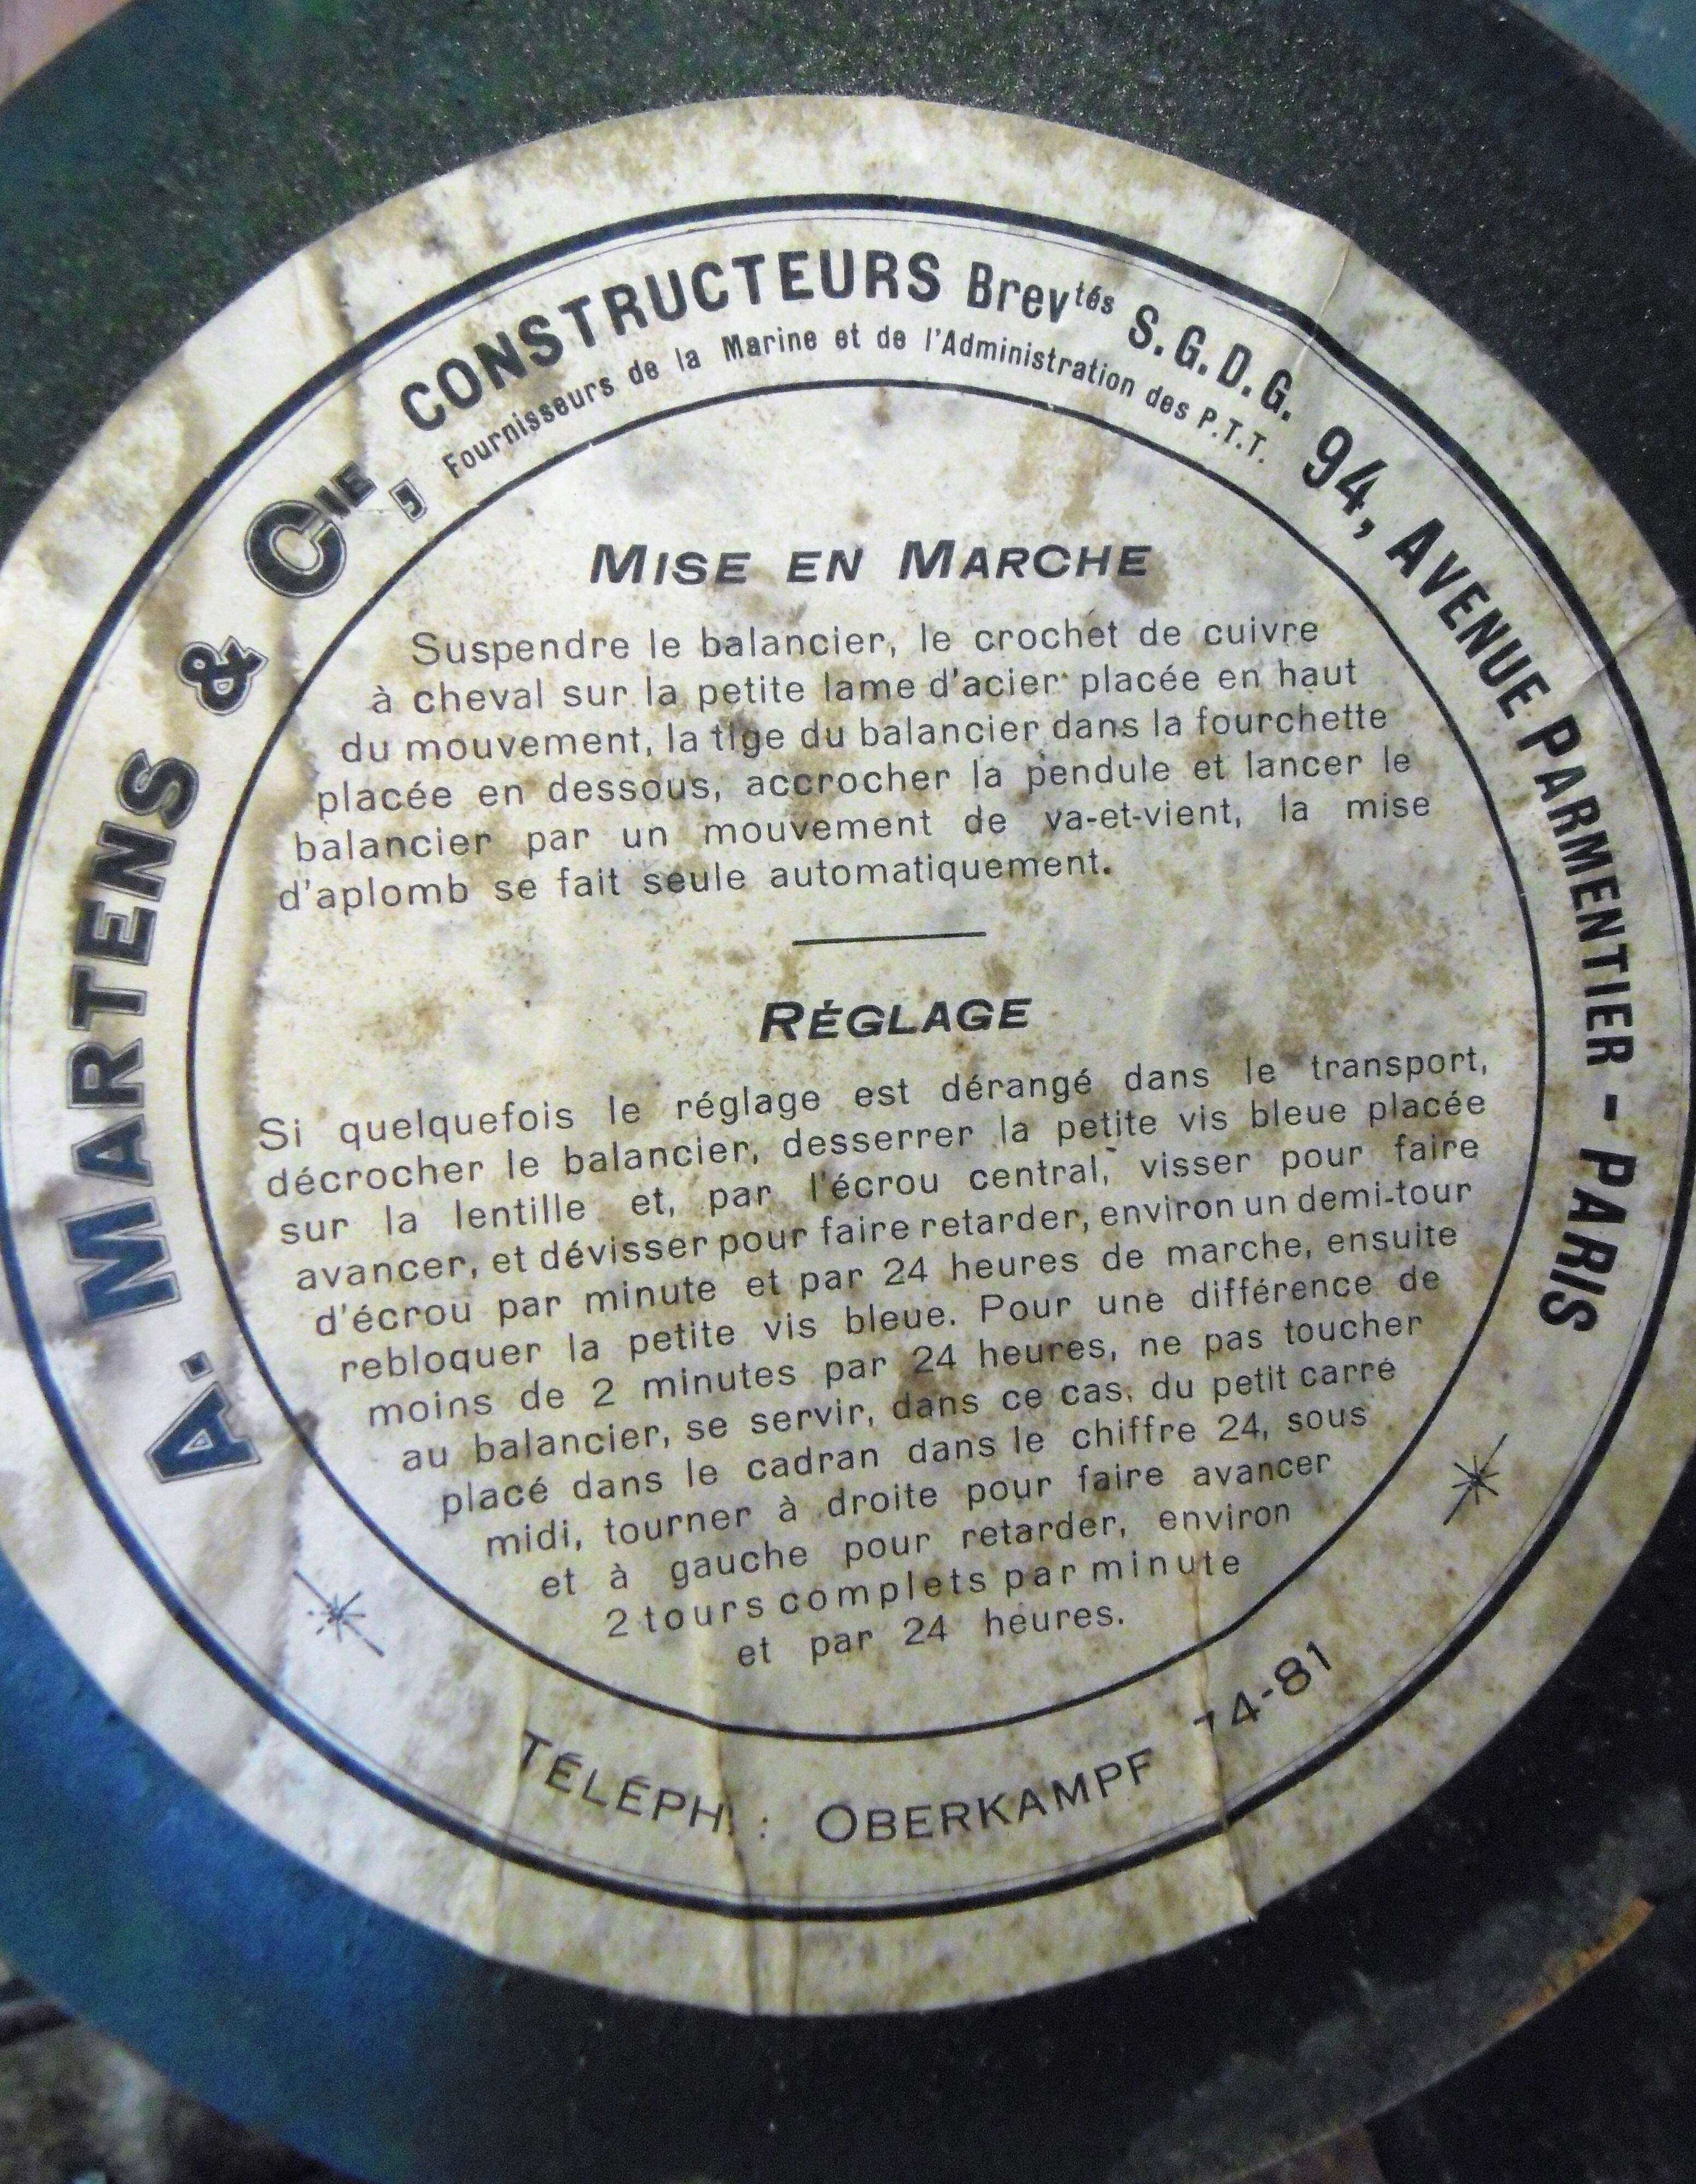 A. MARTENS & CIE, CONSTRUCTEURS Brevtés S.G.D.G. 94, AVENUE PARMENTIER - PARIS
Fournisseurs de la Marine et de l'Administration des P.T.T.
MISE EN MARCHE
Suspendre le balancier, le crochet de cuivre
à cheval sur la petite lame d'acier placée en haut
du mouvement, la tige du balancier dans la fourchette
placée en dessous, accrocher la pendule et lancer le
balancier par un mouvement de va-et-vient, la mise
d'aplomb se fait seule automatiquement.
RÉGLAGE
Si quelquefois le réglage est dérangé dans le transport,
décrocher le balancier, desserrer la petite vis bleue placée
sur la lentille et, par l'écrou central, visser pour faire
avancer, et dévisser pour faire retarder, environ un demi-tour
d'écrou par minute et par 24 heures de marche, ensuite
rebloquer la petite vis bleue. Pour une différence de
moins de 2 minutes par 24 heures, ne pas toucher
au balancier, se servir, dans ce cas, du petit carré
placé dans le cadran dans le chiffre 24, sous
midi, tourner à droite pour faire avancer
et à gauche pour retarder, environ
2 tours complets par minute
et par 24 heures.
TÉLÉPH. : OBERKAMPF 74-81